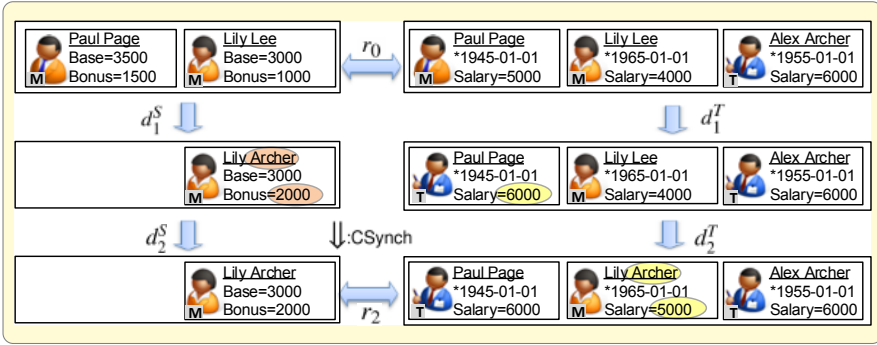 Paul Page
Base=3500
Bonus=1500
M
Lily Lee
Base=3000
Bonus=1000
M
r0
Paul Page
*1945-01-01
Salary=5000
M
Lily Lee
*1965-01-01
Salary=4000
M
Alex Archer
*1955-01-01
Salary=6000
T
d1S
d1T
Lily Archer
Base=3000
Bonus=2000
M
Paul Page
*1945-01-01
Salary=6000
T
Lily Lee
*1965-01-01
Salary=4000
M
Alex Archer
*1955-01-01
Salary=6000
T
d2S
⇓:CSynch
d2T
Lily Archer
Base=3000
Bonus=2000
M
r2
Paul Page
*1945-01-01
Salary=6000
T
Lily Archer
*1965-01-01
Salary=5000
M
Alex Archer
*1955-01-01
Salary=6000
T